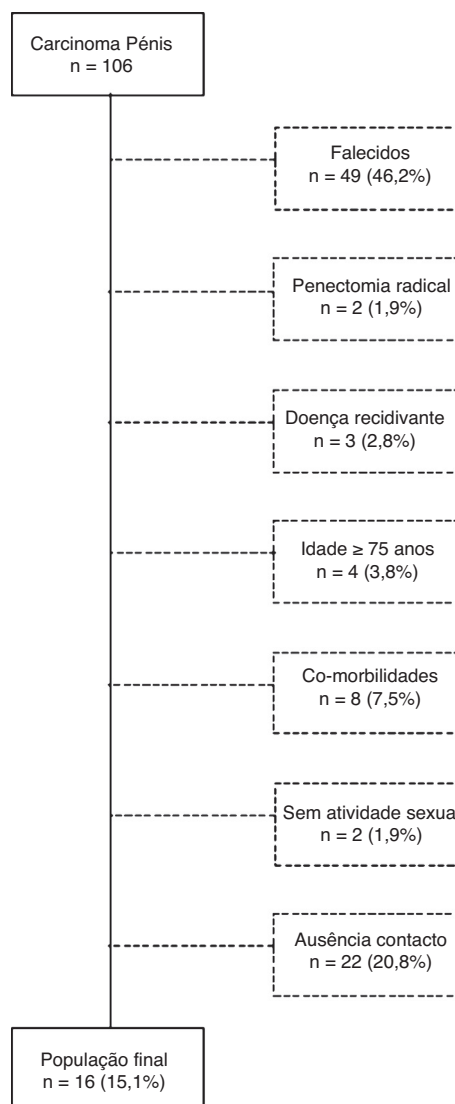 Carcinoma Pénis
n = 106
Falecidos
n = 49 (46,2%)
Penectomia radical
n = 2 (1,9%)
Doença recidivante
n = 3 (2,8%)
Idade ≥ 75 anos
n = 4 (3,8%)
Co-morbilidades
n = 8 (7,5%)
Sem atividade sexual
n = 2 (1,9%)
Ausência contacto
n = 22 (20,8%)
População final
n = 16 (15,1%)